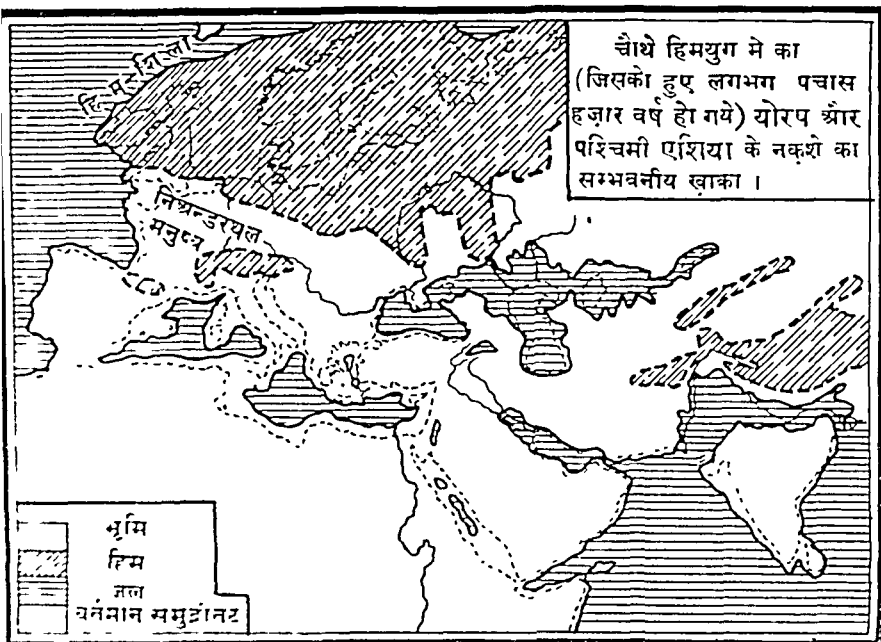 चौथे हिमयुग मे का
(जिसको हुए लगभग पचास
हज़ार वर्ष हो गये) योरप और
पश्चिमी एशिया के नक़शे का
सम्भवनीय ख़ाका ।
निअन्डरथल
मनुष्य
भूमि
हिम
जल
वर्तमान समुद्रतट